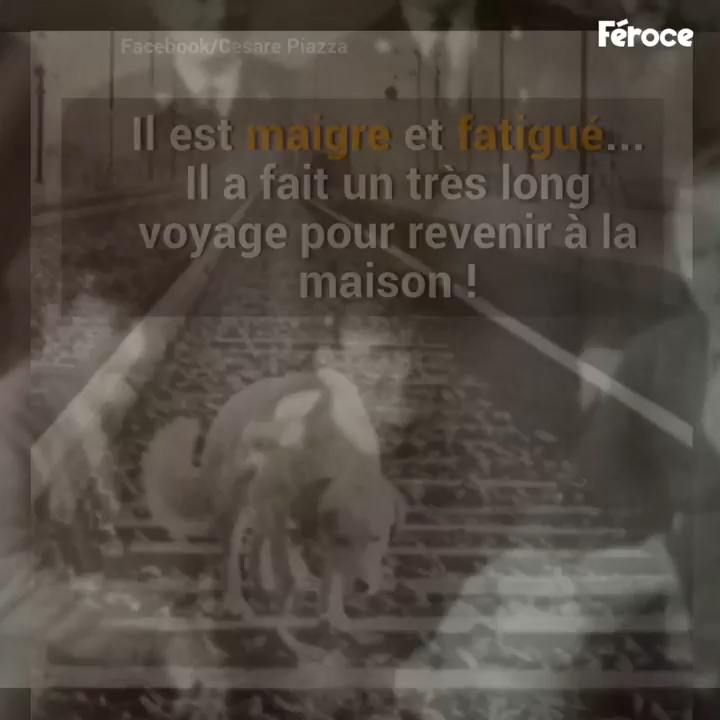 Féroce
Facebook/Cesare Piazza
Il est maigre et fatigué...
Il a fait un très long
voyage pour revenir à la
maison !